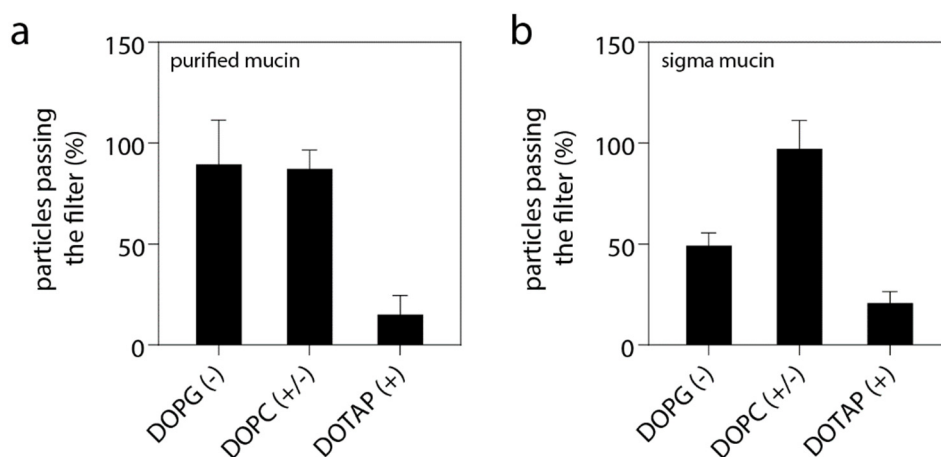 a
150
100
50
0
particles passing
the filter (%)
purified mucin
DOPG (-)
DOPC (+/-)
DOTAP (+)
b
150
100
50
0
particles passing
the filter (%)
sigma mucin
DOPG (-)
DOPC (+/-)
DOTAP (+)